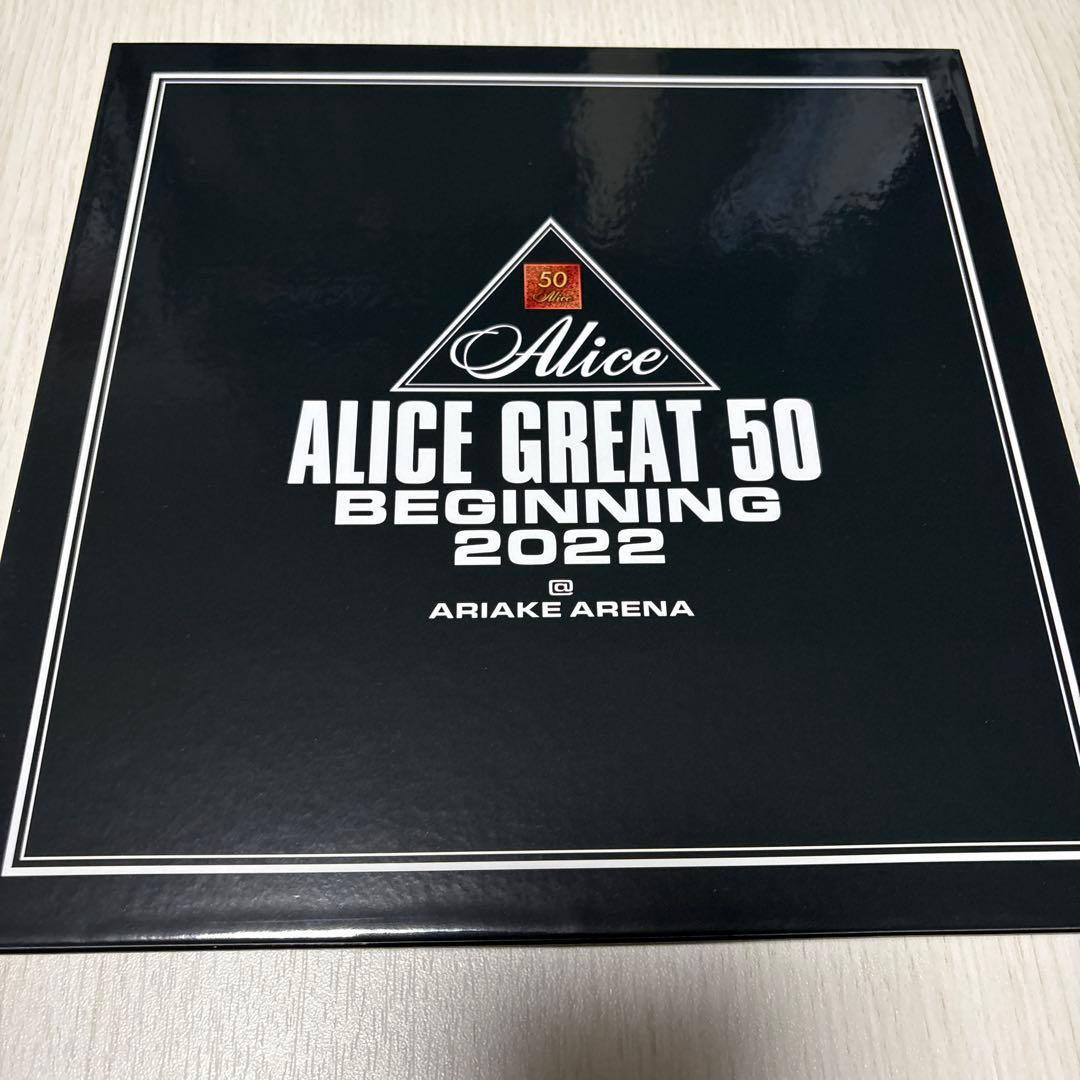 50
Alice
Alice
ALICE GREAT 50
BEGINNING
2022
@
ARIAKE ARENA